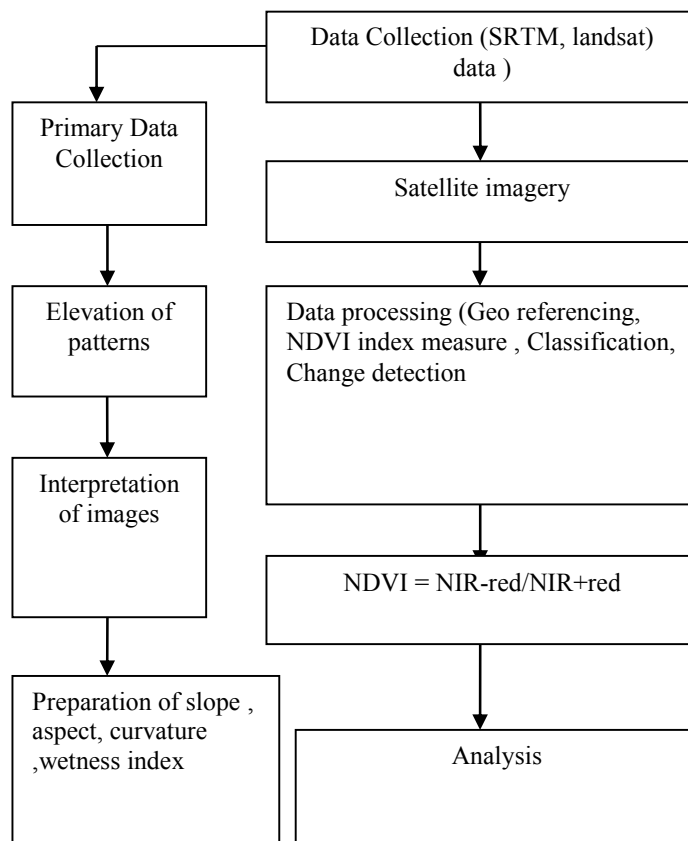 Data Collection (SRTM, landsat)
data )
Primary Data
Collection
Satellite imagery
Elevation of
patterns
Data processing (Geo referencing,
NDVI index measure , Classification,
Change detection
Interpretation
of images
NDVI = NIR-red/NIR+red
Preparation of slope ,
aspect, curvature
,wetness index
Analysis